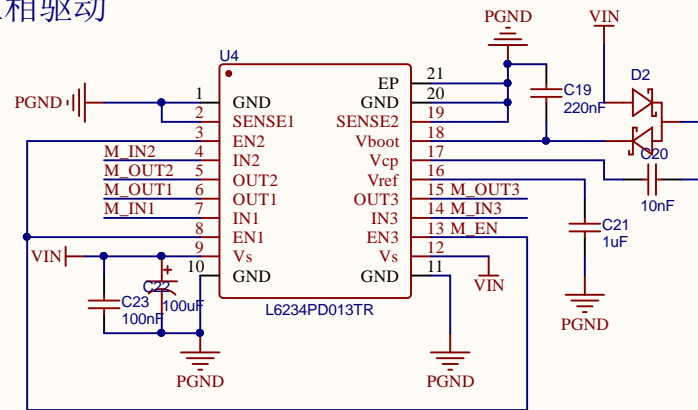 相驱动
PGND
VIN
U4
D2
PGND
1
GND
EP
21
2
SENSE1
GND
20
3
EN2
SENSE2
19
C19
220nF
M_IN2
4
IN2
Vboot
18
M_OUT2
5
OUT2
Vcp
17
C20
10nF
M_OUT1
6
OUT1
Vref
16
M_IN1
7
IN1
OUT3
15
M_OUT3
8
EN1
IN3
14
M_IN3
VIN
9
Vs
EN3
13
M_EN
C21
1uF
10
GND
Vs
12
GND
11
VIN
C22
100uF
C23
100nF
L6234PD013TR
PGND
PGND
PGND